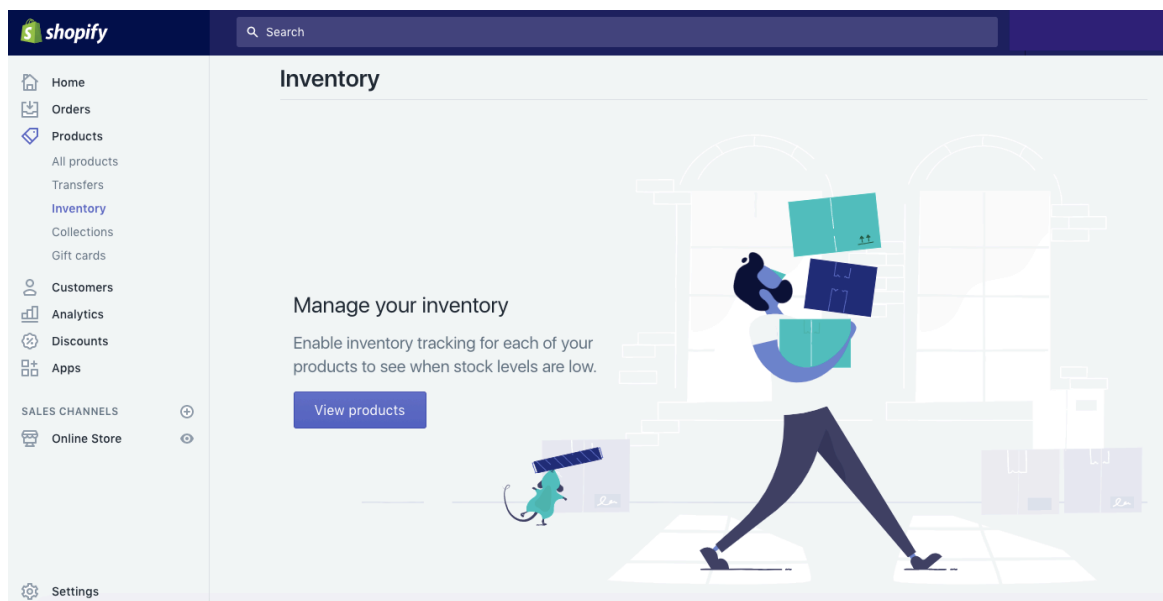 shopify
Search
Home
Orders
Products
All products
Transfers
Inventory
Collections
Gift cards
Customers
Analytics
Discounts
Apps
SALES CHANNELS
Online Store
Settings
Inventory
Manage your inventory
Enable inventory tracking for each of your
products to see when stock levels are low.
View products